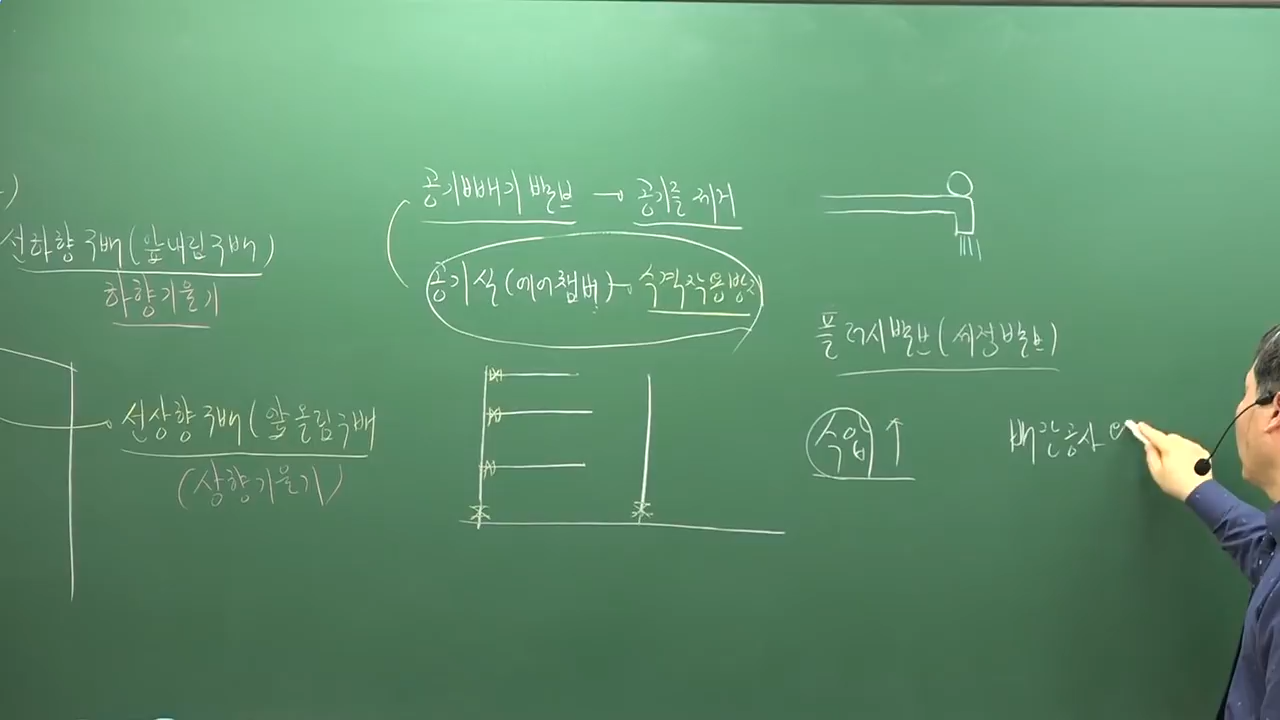 )
선하향 구배(앞내림구배)
하향기울기
선상향 구배(앞올림구배
(상향기울기)
공기빼기 밸브 → 공기를 제거
공기실(에어챔버) → 수격작용방지
플러시밸브(세정밸브)
수압 ↑
배관공사